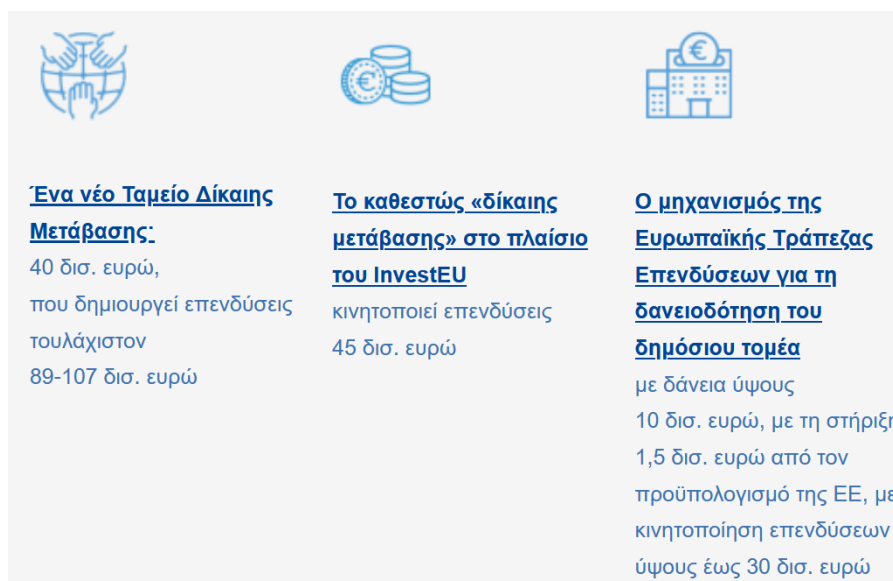 Ένα νέο Ταμείο Δίκαιης
Μετάβασης:
40 δισ. ευρώ,
που δημιουργεί επενδύσεις
τουλάχιστον
89-107 δισ. ευρώ
Το καθεστώς «δίκαιης
μετάβασης» στο πλαίσιο
του InvestEU
κινητοποιεί επενδύσεις
45 δισ. ευρώ
Ο μηχανισμός της
Ευρωπαϊκής Τράπεζας
Επενδύσεων για τη
δανειοδότηση του
δημόσιου τομέα
με δάνεια ύψους
10 δισ. ευρώ, με τη στήριξη
1,5 δισ. ευρώ από τον
προϋπολογισμό της ΕΕ, με
κινητοποίηση επενδύσεων
ύψους έως 30 δισ. ευρώ